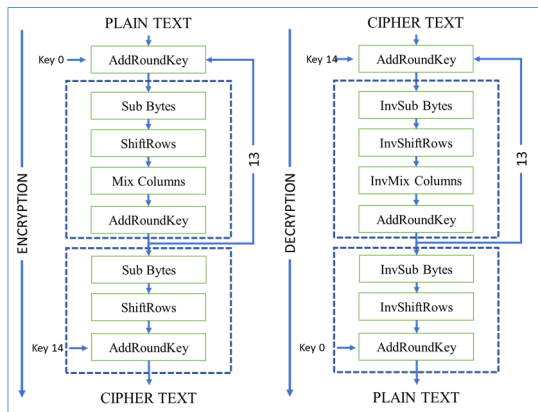 PLAIN TEXT
Key 0
AddRoundKey
Sub Bytes
ShiftRows
Mix Columns
AddRoundKey
13
ENCRYPTION
Sub Bytes
ShiftRows
Key 14
AddRoundKey
CIPHER TEXT
CIPHER TEXT
Key 14
AddRoundKey
InvSub Bytes
InvShiftRows
InvMix Columns
AddRoundKey
13
DECRYPTION
InvSub Bytes
InvShiftRows
Key 0
AddRoundKey
PLAIN TEXT